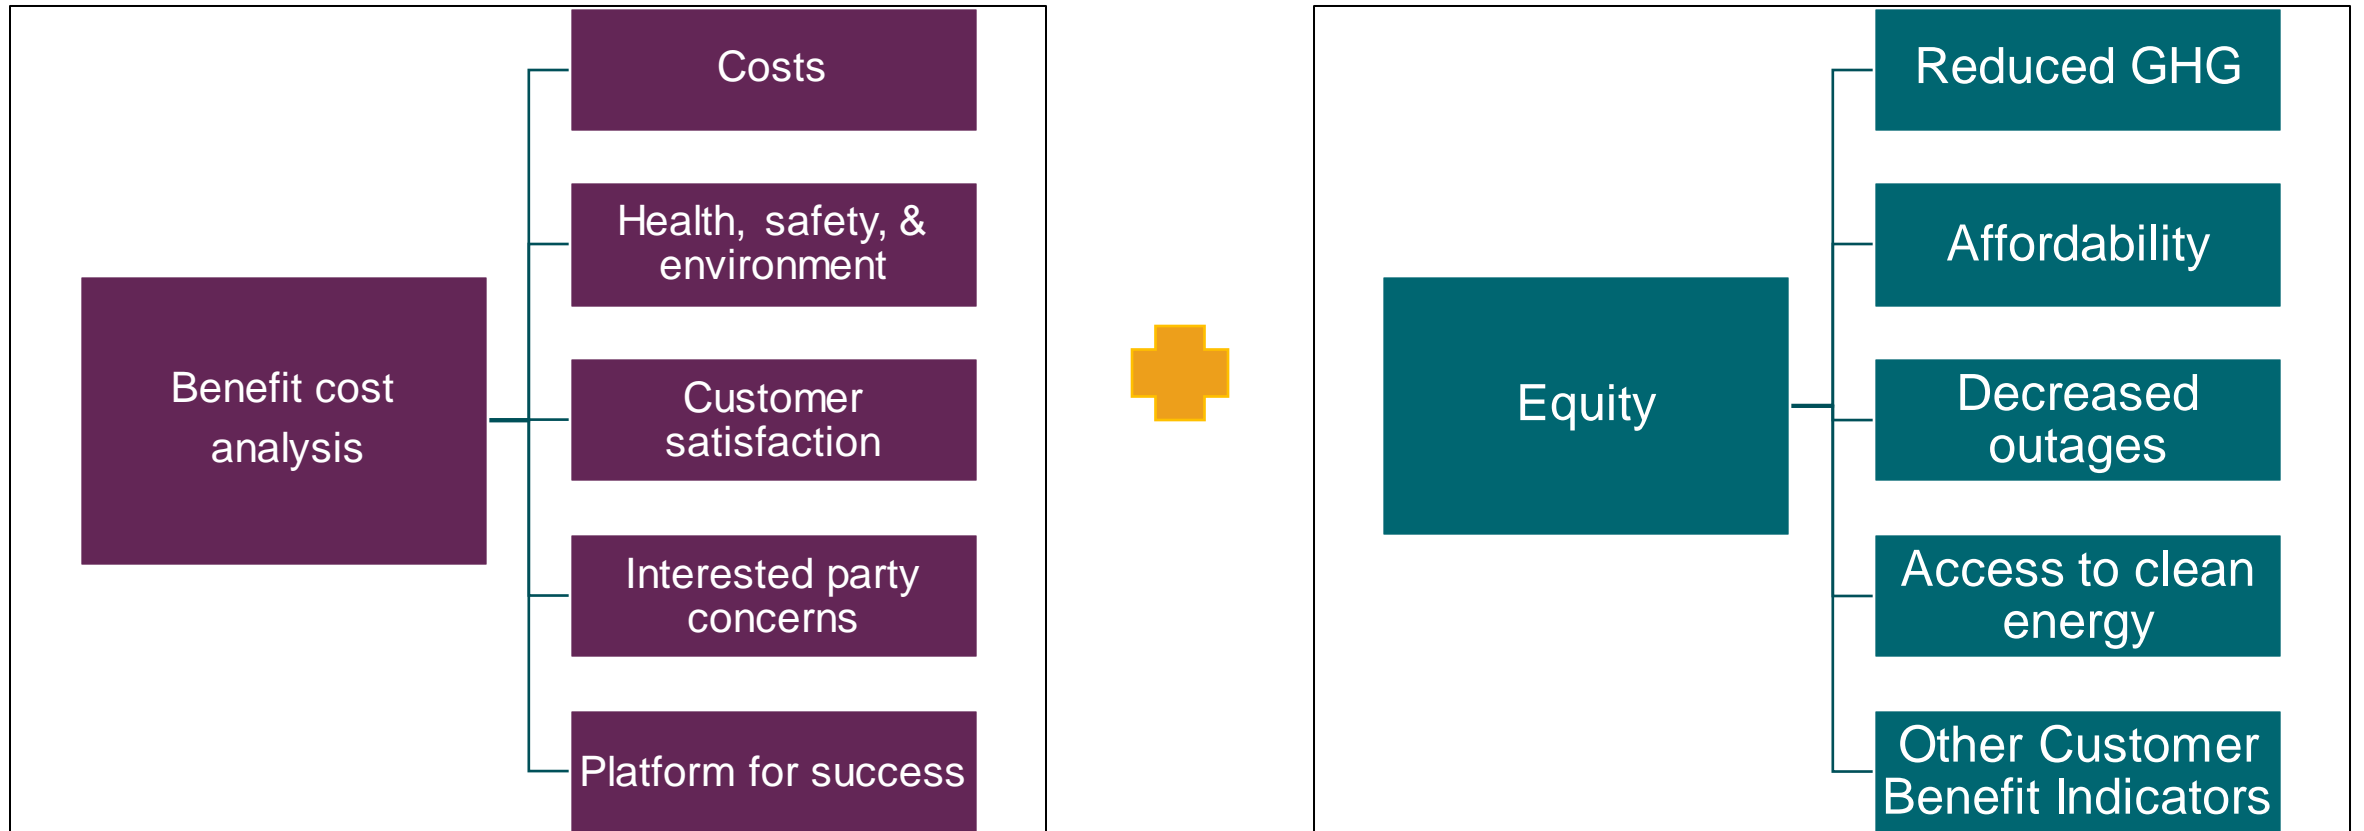 Benefit cost
analysis
Costs
Health, safety, &
environment
Customer
satisfaction
Interested party
concerns
Platform for success
Equity
Reduced GHG
Affordability
Decreased
outages
Access to clean
energy
Other Customer
Benefit Indicators